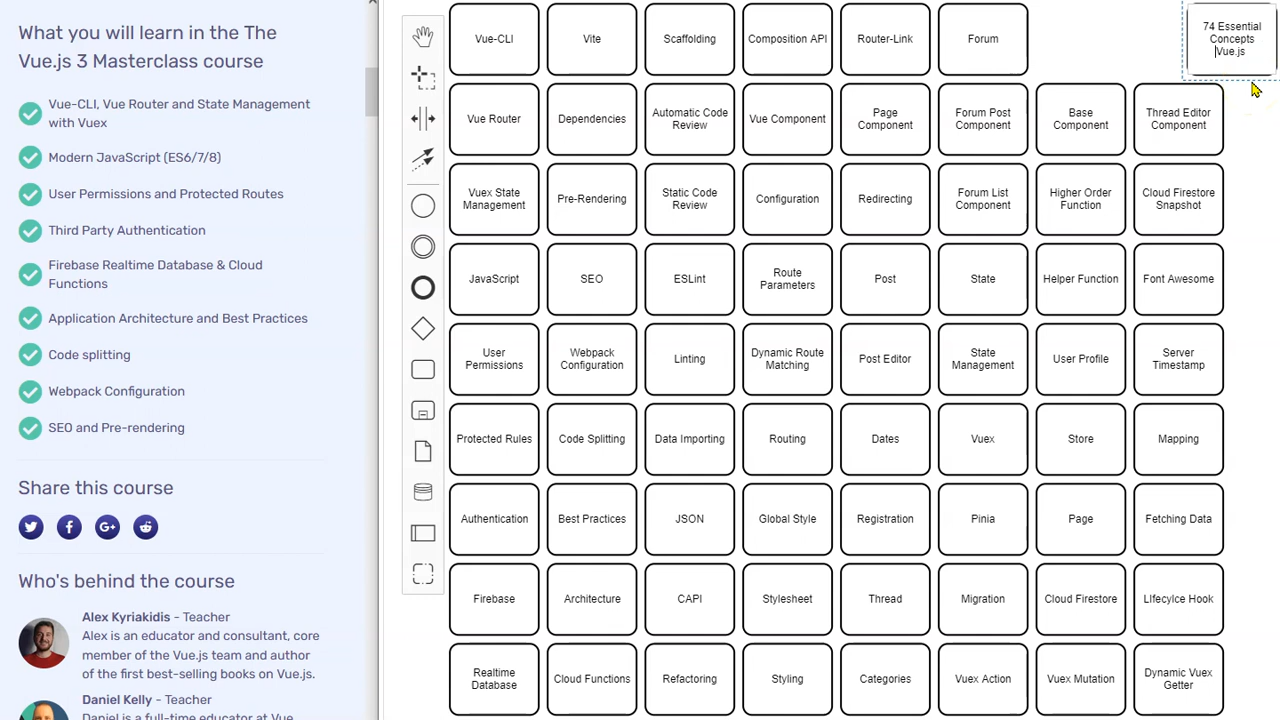 What you will learn in the The
Vue.js 3 Masterclass course
Vue-CLI, Vue Router and State Management
with Vuex
Modern JavaScript (ES6/7/8)
User Permissions and Protected Routes
Third Party Authentication
Firebase Realtime Database & Cloud
Functions
Application Architecture and Best Practices
Code splitting
Webpack Configuration
SEO and Pre-rendering
Share this course
Who's behind the course
Alex Kyriakidis - Teacher
Alex is an educator and consultant, core
member of the Vue.js team and author
of the first best-selling books on Vue.js.
Daniel Kelly - Teacher
Daniel is a full-time educator at Vue
Vue-CLI
Vite
Scaffolding
Composition API
Router-Link
Forum
74 Essential
Concepts
Vue.js
Vue Router
Dependencies
Automatic Code
Review
Vue Component
Page
Component
Forum Post
Component
Base
Component
Thread Editor
Component
Vuex State
Management
Pre-Rendering
Static Code
Review
Configuration
Redirecting
Forum List
Component
Higher Order
Function
Cloud Firestore
Snapshot
JavaScript
SEO
ESLint
Route
Parameters
Post
State
Helper Function
Font Awesome
User
Permissions
Webpack
Configuration
Linting
Dynamic Route
Matching
Post Editor
State
Management
User Profile
Server
Timestamp
Protected Rules
Code Splitting
Data Importing
Routing
Dates
Vuex
Store
Mapping
Authentication
Best Practices
JSON
Global Style
Registration
Pinia
Page
Fetching Data
Firebase
Architecture
CAPI
Stylesheet
Thread
Migration
Cloud Firestore
LIfecylce Hook
Realtime
Database
Cloud Functions
Refactoring
Styling
Categories
Vuex Action
Vuex Mutation
Dynamic Vuex
Getter